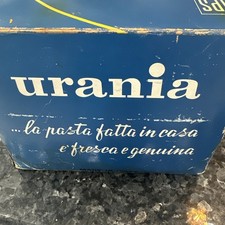 urania
...la pasta fatta in casa
e' fresca e genuina